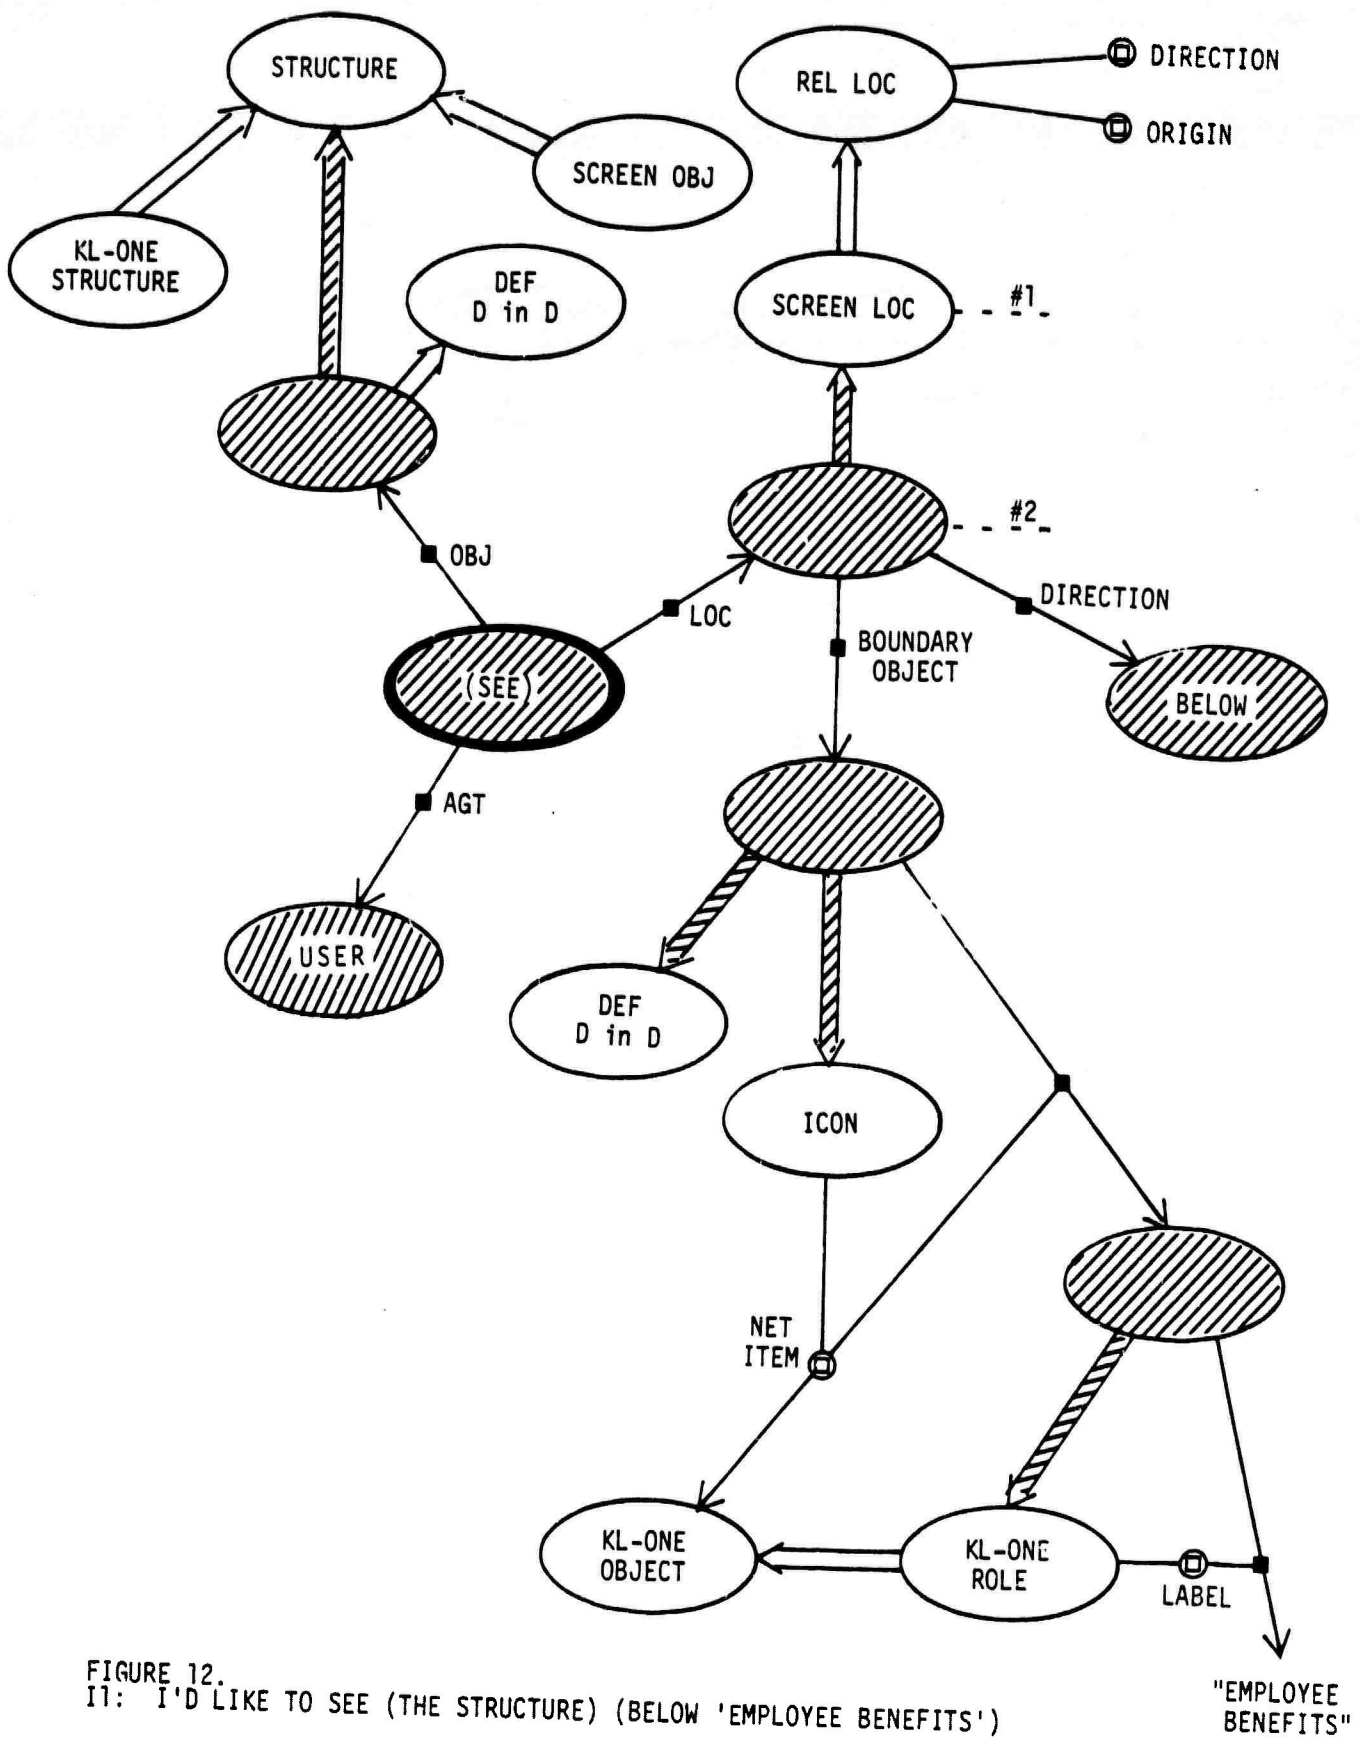 STRUCTURE
REL LOC
DIRECTION
ORIGIN
SCREEN OBJ
KL-ONE
STRUCTURE
DEF
D in D
SCREEN LOC
#1
#2
OBJ
LOC
DIRECTION
BOUNDARY
OBJECT
(SEE)
BELOW
AGT
USER
DEF
D in D
ICON
NET
ITEM
KL-ONE
OBJECT
KL-ONE
ROLE
LABEL
"EMPLOYEE
BENEFITS"
FIGURE 12.
I1: I'D LIKE TO SEE (THE STRUCTURE) (BELOW 'EMPLOYEE BENEFITS')